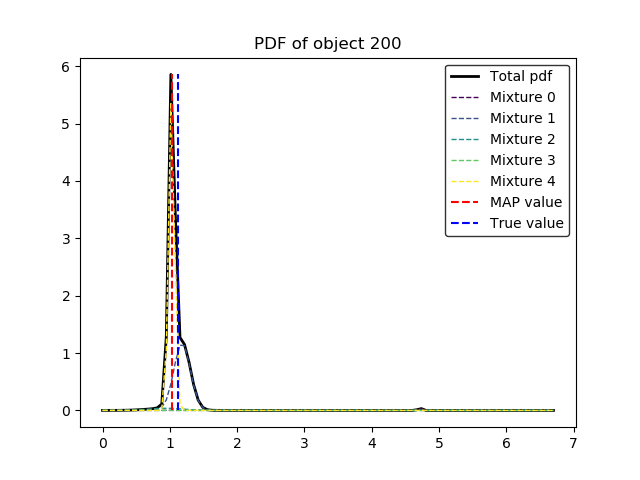 PDF of object 200
6
5
4
3
2
1
0
0 1 2 3 4 5 6 7
Total pdf
Mixture 0
Mixture 1
Mixture 2
Mixture 3
Mixture 4
MAP value
True value